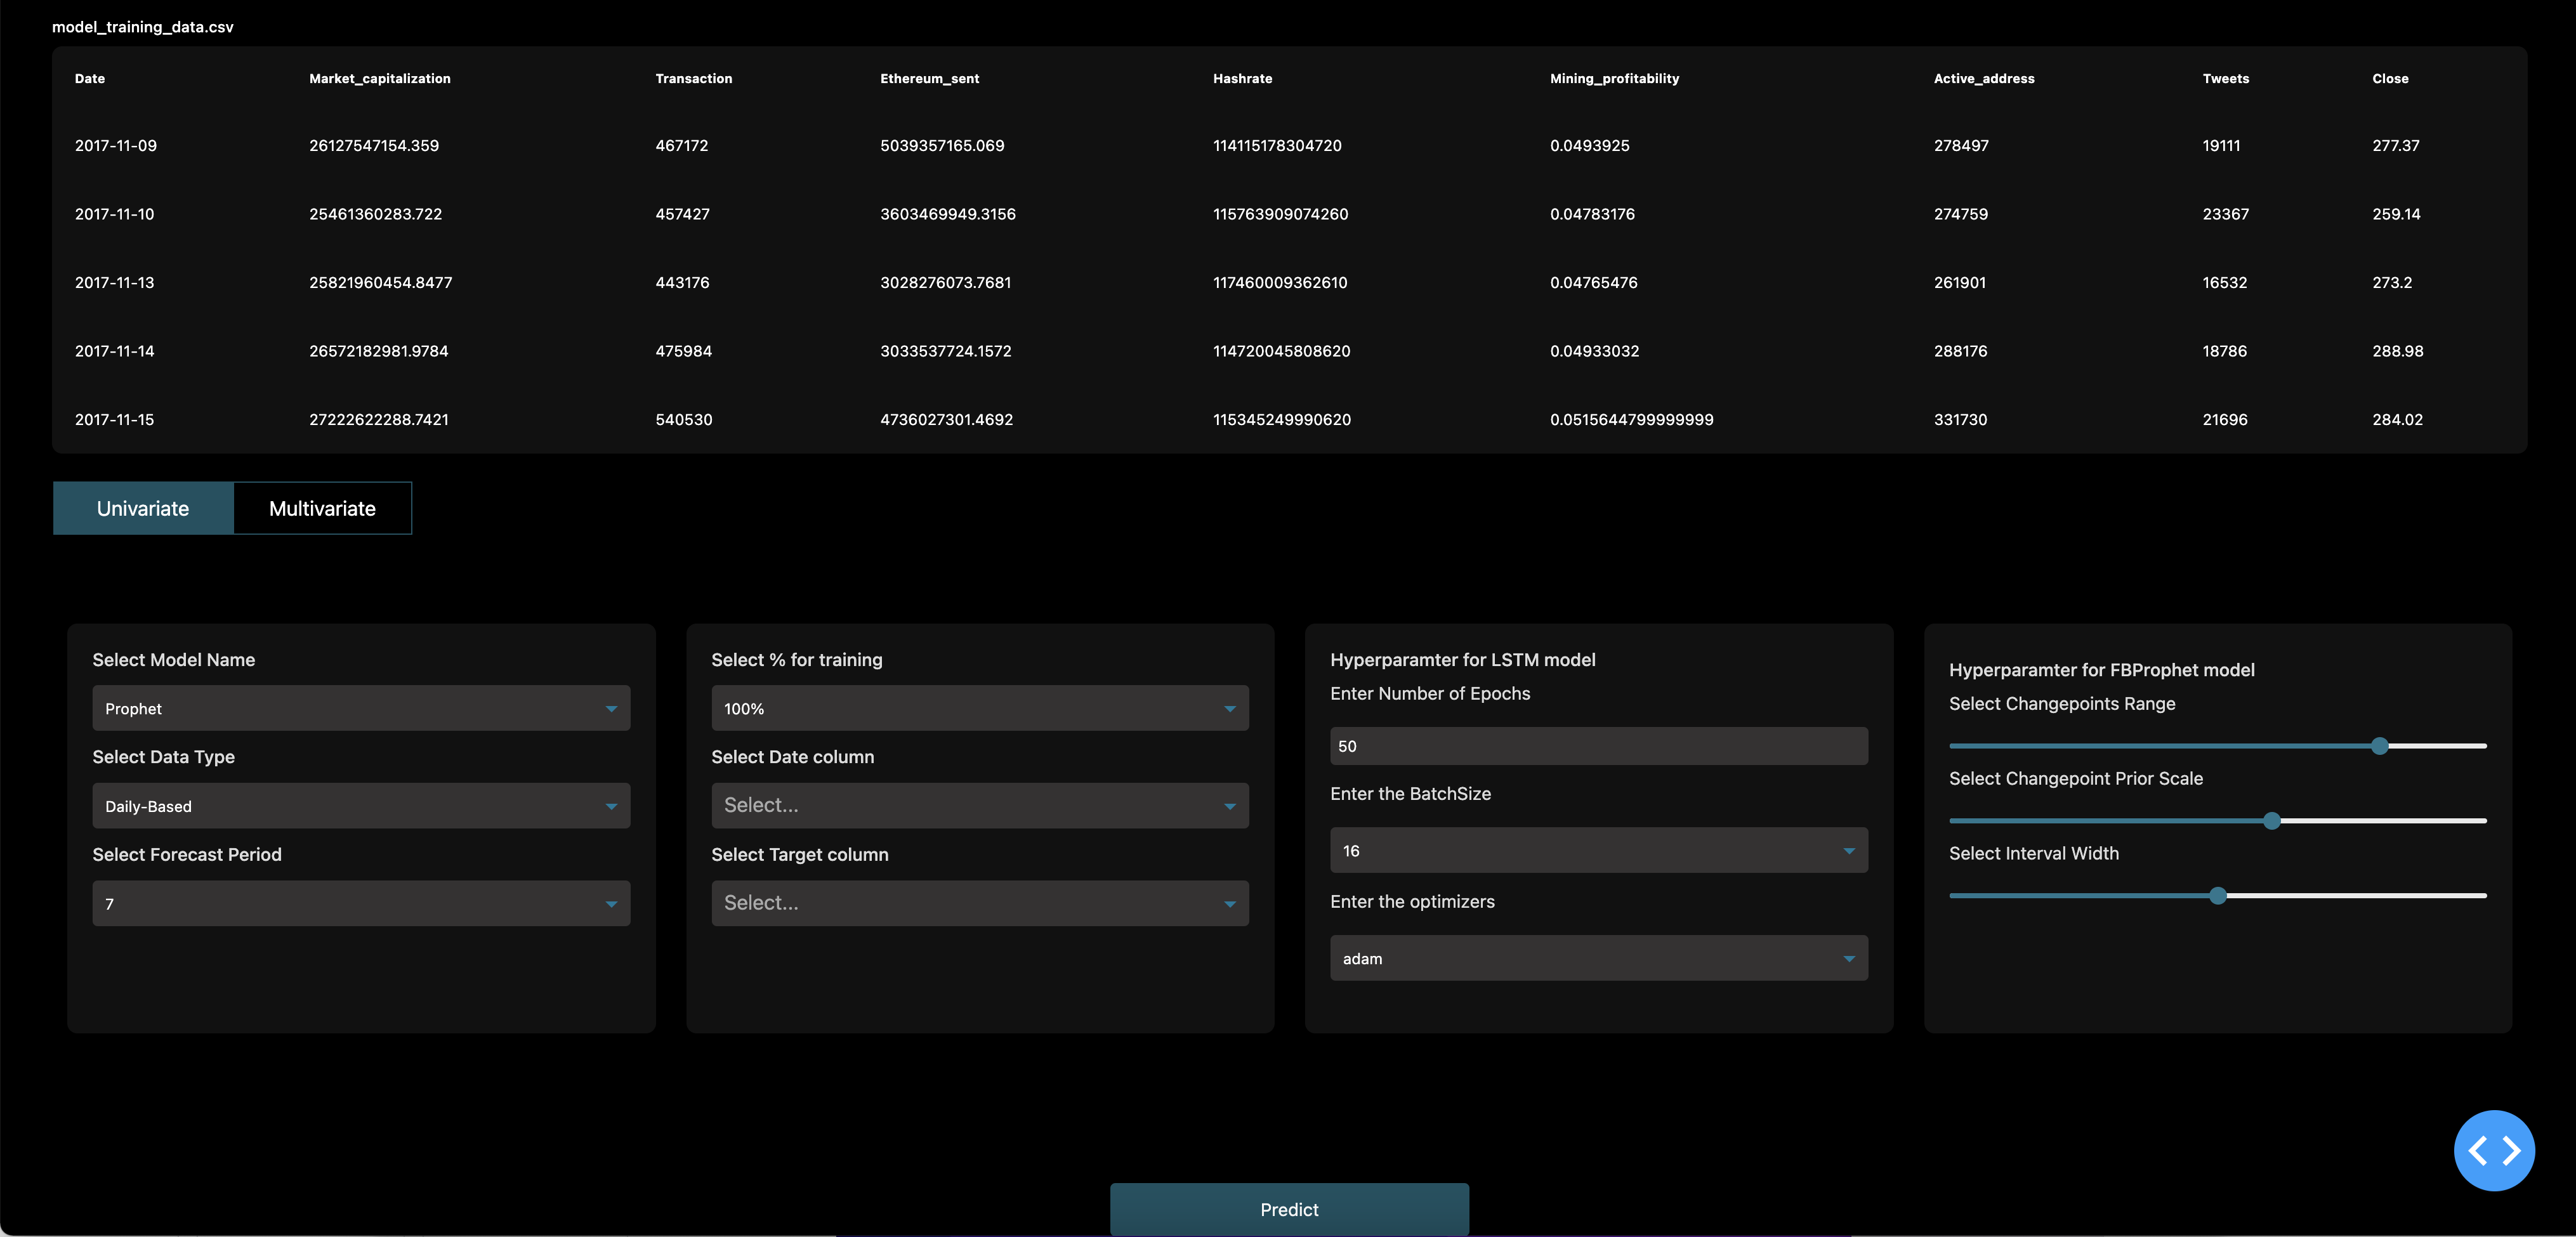 model_training_data.csv
Date Market_capitalization Transaction Ethereum_sent Hashrate Mining_profitability Active_address Tweets Close
2017-11-09 26127547154.359 467172 5039357165.069 114115178304720 0.0493925 278497 19111 277.37
2017-11-10 25461360283.722 457427 3603469949.3156 115763909074260 0.04783176 274759 23367 259.14
2017-11-13 25821960454.8477 443176 3028276073.7681 117460009362610 0.04765476 261901 16532 273.2
2017-11-14 26572182981.9784 475984 3033537724.1572 114720045808620 0.04933032 288176 18786 288.98
2017-11-15 27222622288.7421 540530 4736027301.4692 115345249990620 0.0515644799999999 331730 21696 284.02
Univariate Multivariate
Select Model Name
Prophet
Select Data Type
Daily-Based
Select Forecast Period
7
Select % for training
100%
Select Date column
Select...
Select Target column
Select...
Hyperparamter for LSTM model
Enter Number of Epochs
50
Enter the BatchSize
16
Enter the optimizers
adam
Hyperparamter for FBProphet model
Select Changepoints Range
Select Changepoint Prior Scale
Select Interval Width
Predict